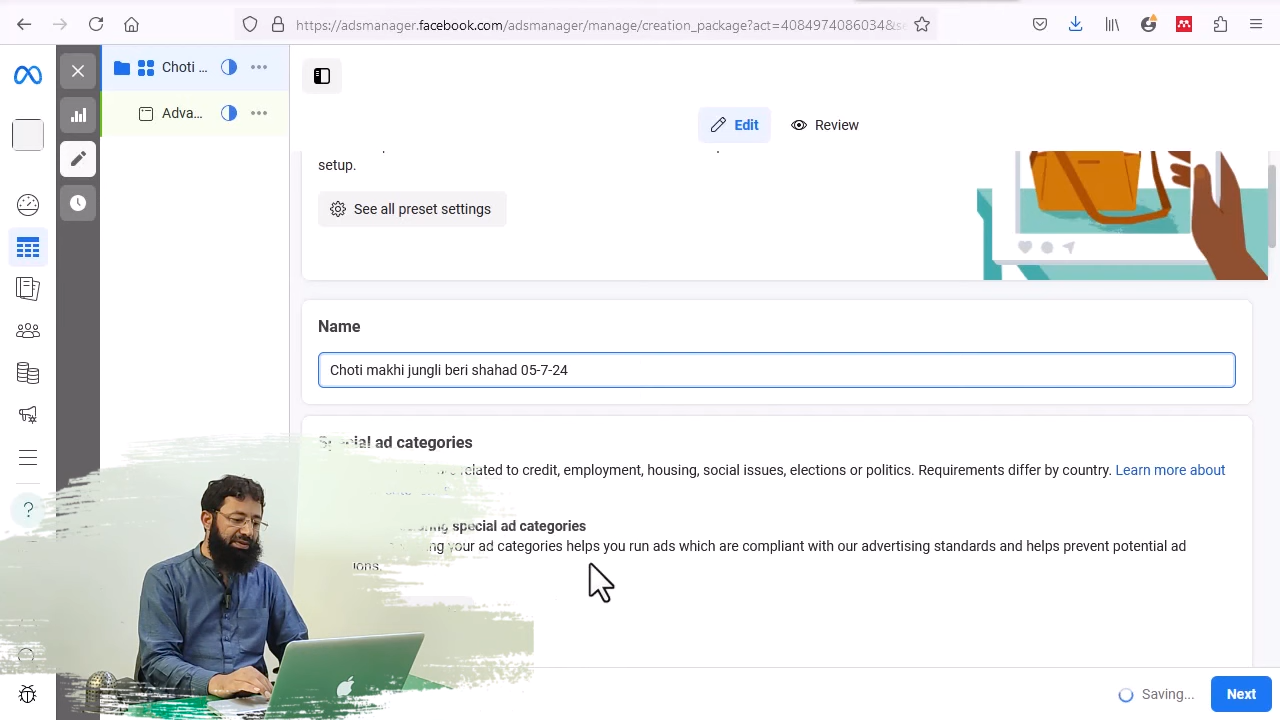 https://adsmanager.facebook.com/adsmanager/manage/creation_package?act=4084974086034&
Choti ...
Adva...
Edit
Review
setup.
See all preset settings
Name
Choti makhi jungli beri shahad 05-7-24
Special ad categories
related to credit, employment, housing, social issues, elections or politics. Requirements differ by country. Learn more about
special ad categories
your ad categories helps you run ads which are compliant with our advertising standards and helps prevent potential ad
Saving...
Next